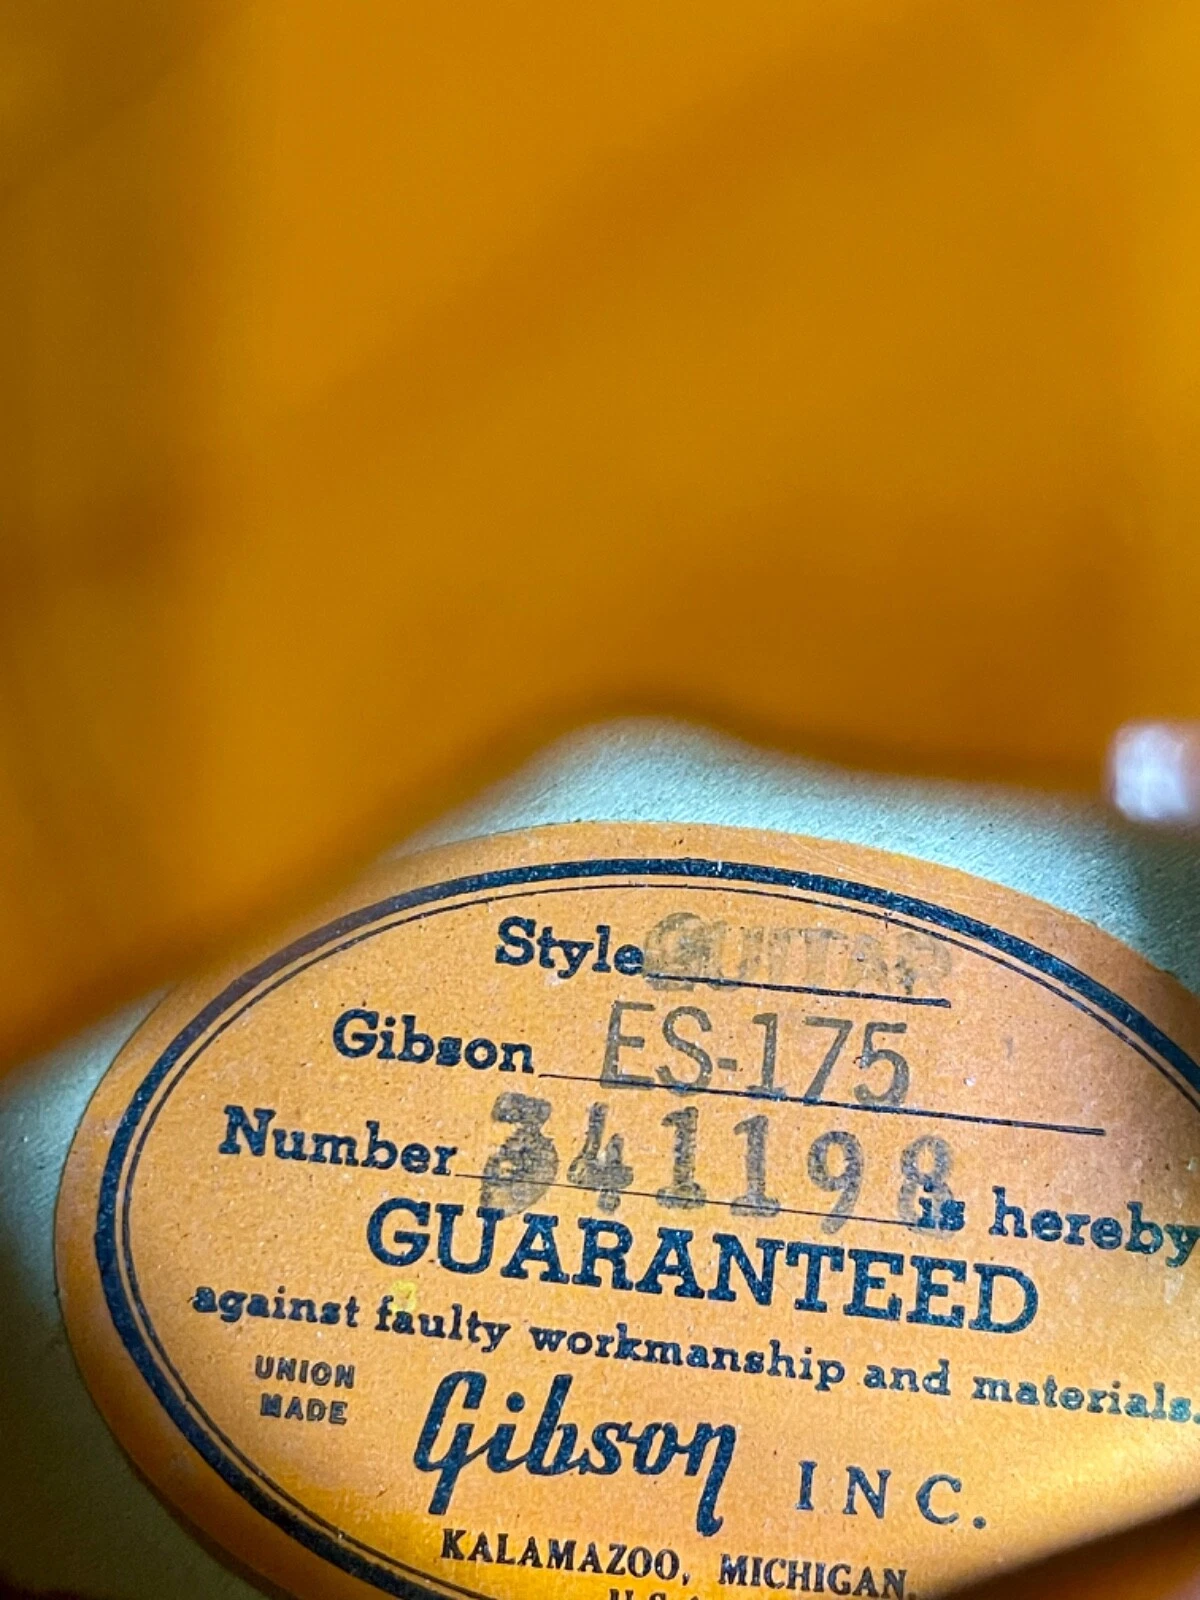 Style GUITAR
Gibson ES-175
Number 341198 is hereby
GUARANTEED
against faulty workmanship and materials.
UNION
MADE
Gibson INC.
KALAMAZOO, MICHIGAN.